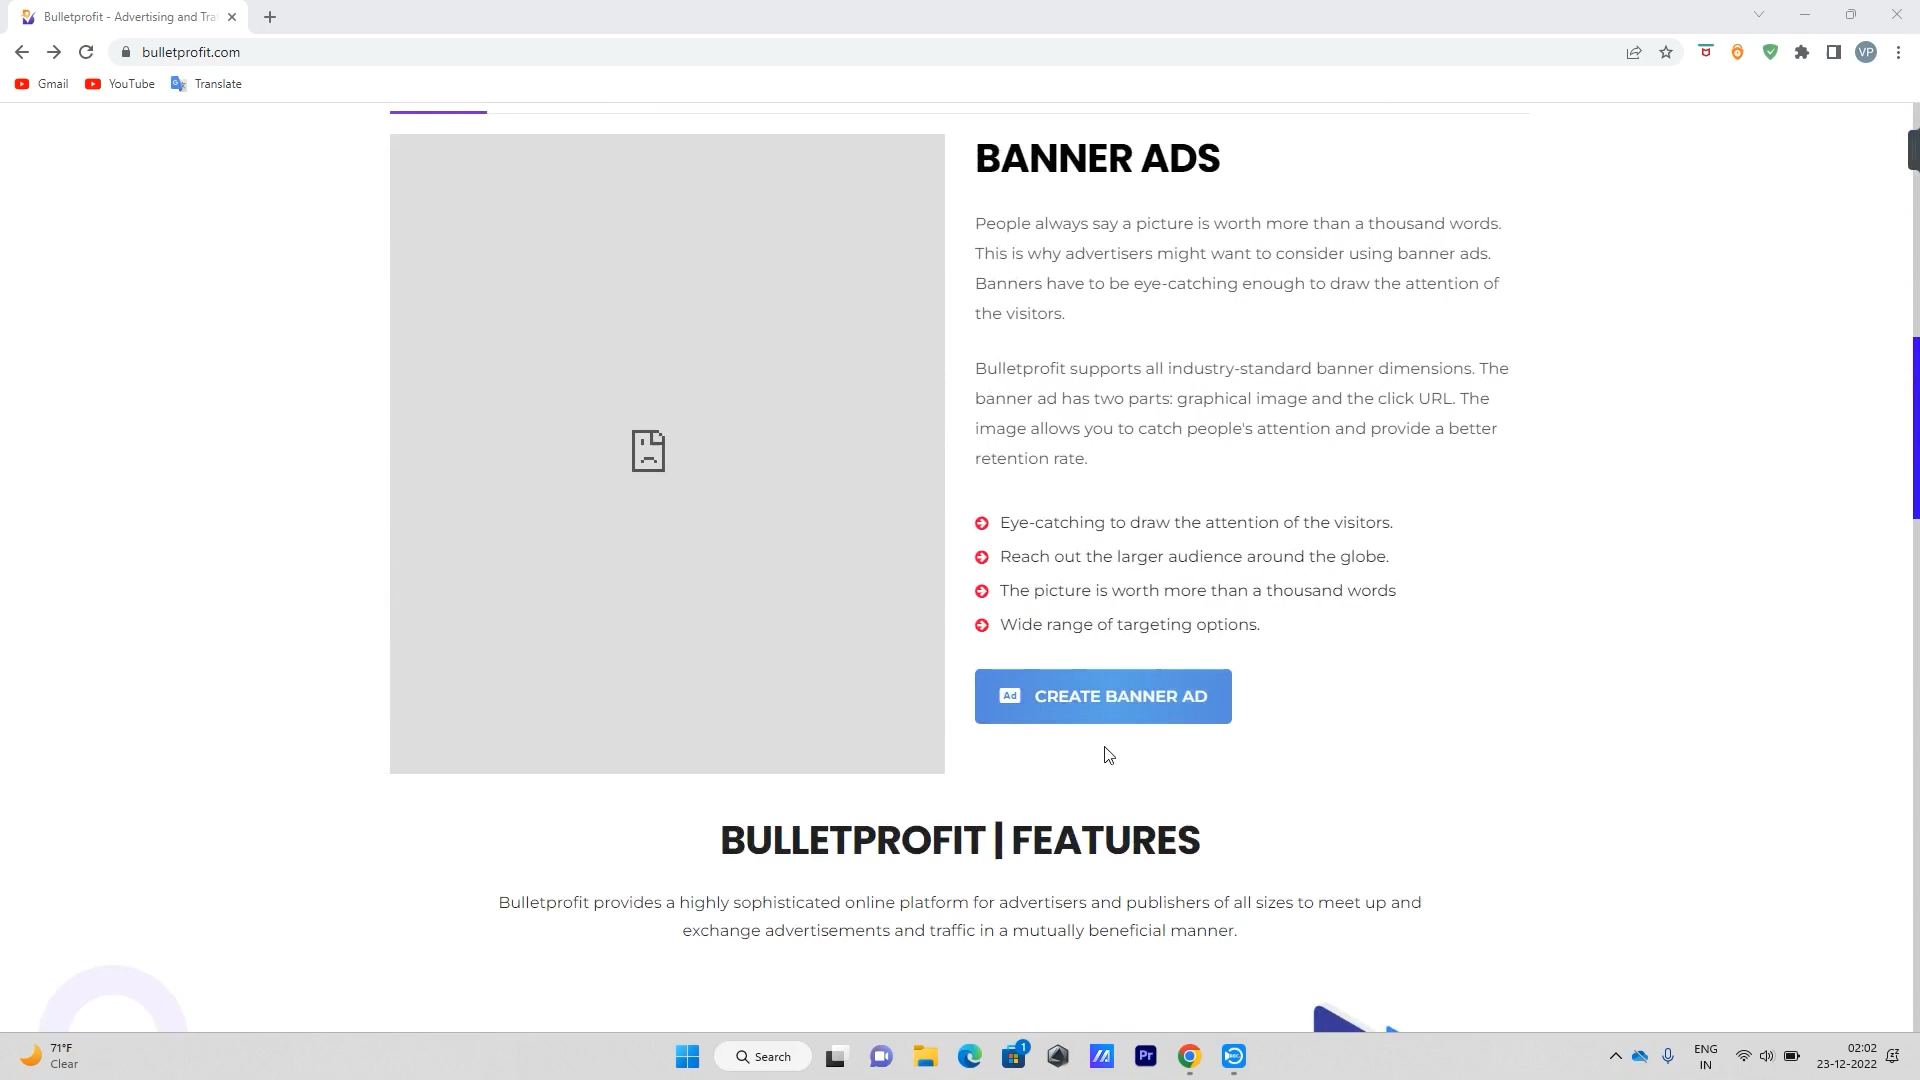 Bulletprofit - Advertising and Tra
bulletprofit.com
VP
Gmail
YouTube
Translate
BANNER ADS
People always say a picture is worth more than a thousand words.
This is why advertisers might want to consider using banner ads.
Banners have to be eye-catching enough to draw the attention of
the visitors.
Bulletprofit supports all industry-standard banner dimensions. The
banner ad has two parts: graphical image and the click URL. The
image allows you to catch people's attention and provide a better
retention rate.
Eye-catching to draw the attention of the visitors.
Reach out the larger audience around the globe.
The picture is worth more than a thousand words
Wide range of targeting options.
Ad CREATE BANNER AD
BULLETPROFIT | FEATURES
Bulletprofit provides a highly sophisticated online platform for advertisers and publishers of all sizes to meet up and
exchange advertisements and traffic in a mutually beneficial manner.
71°F
Clear
Search
1
Pr
ENG
IN
02:02
23-12-2022